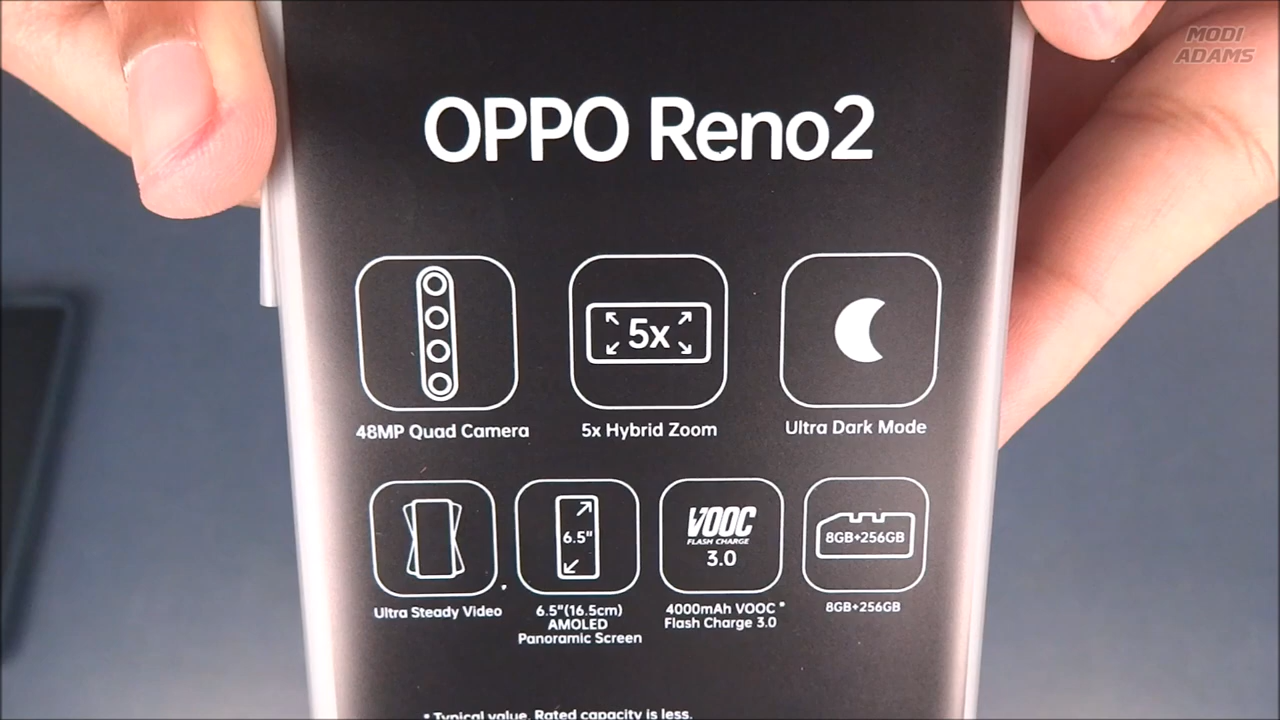 MODI
ADAMS
OPPO Reno2
5x
48MP Quad Camera
5x Hybrid Zoom
Ultra Dark Mode
6.5"
VOOC
FLASH CHARGE
3.0
8GB+256GB
Ultra Steady Video
6.5"(16.5cm)
AMOLED
Panoramic Screen
4000mAh VOOC *
Flash Charge 3.0
8GB+256GB
* Typical value. Rated capacity is less.